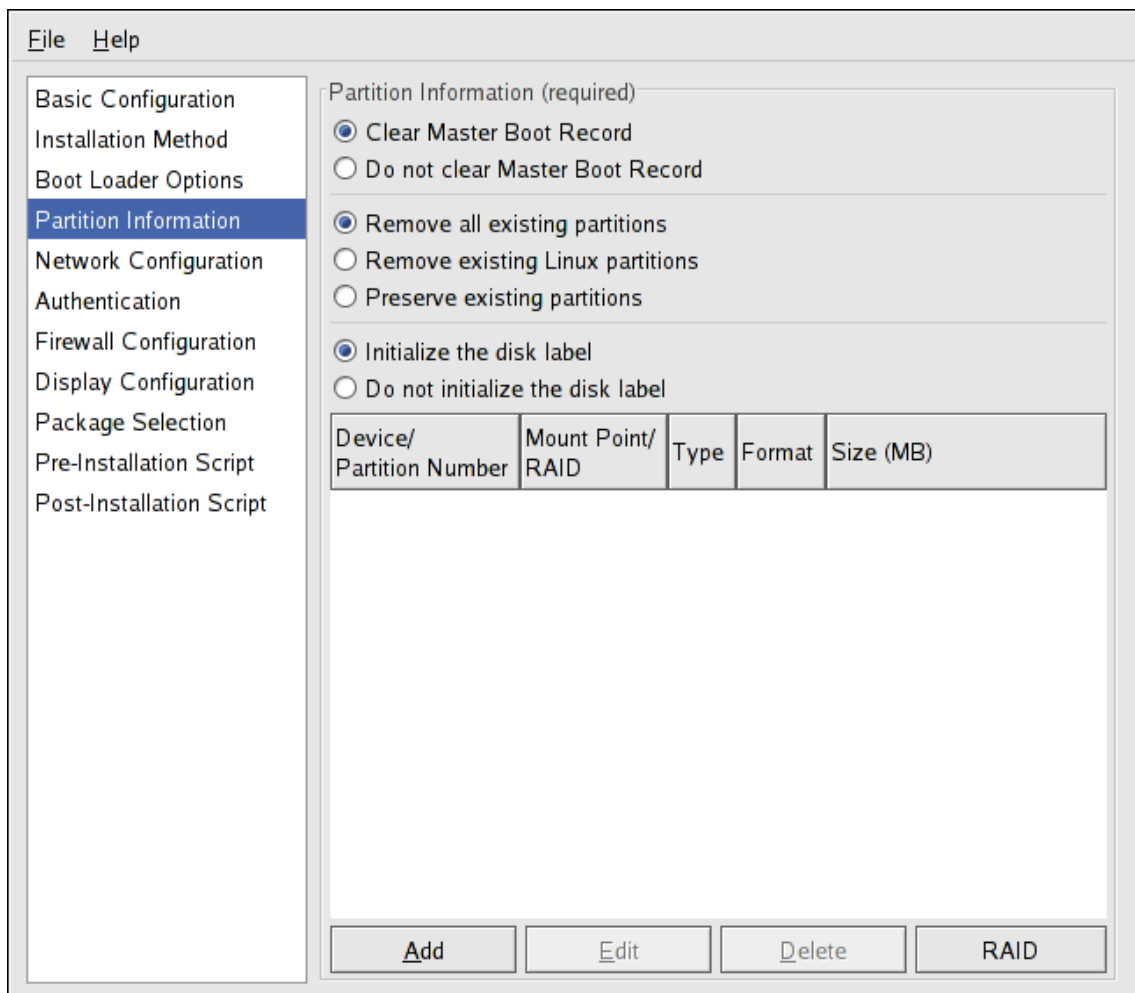 File Help
Basic Configuration
Installation Method
Boot Loader Options
Partition Information
Network Configuration
Authentication
Firewall Configuration
Display Configuration
Package Selection
Pre-Installation Script
Post-Installation Script
Partition Information (required)
Clear Master Boot Record
Do not clear Master Boot Record
Remove all existing partitions
Remove existing Linux partitions
Preserve existing partitions
Initialize the disk label
Do not initialize the disk label
Device/
Partition Number
Mount Point/
RAID
Type
Format
Size (MB)
Add
Edit
Delete
RAID